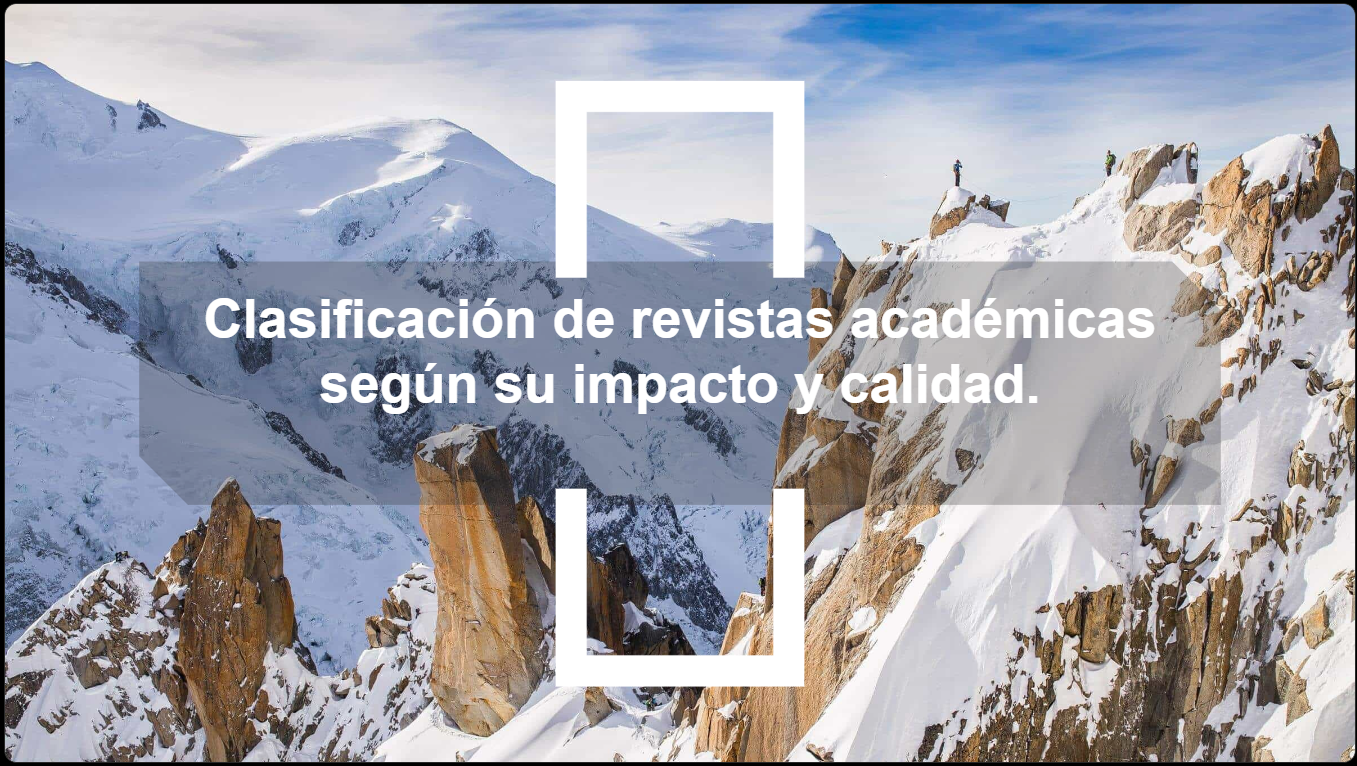 Clasificación de revistas académicas
según su impacto y calidad.